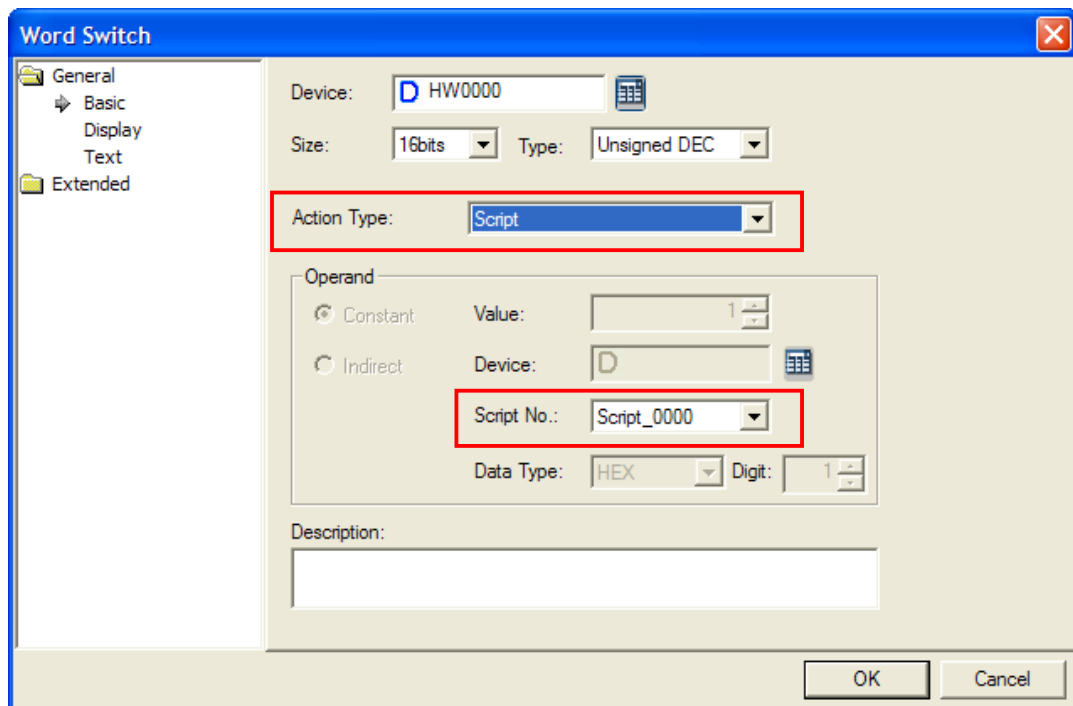 Word Switch
General
Basic
Display
Text
Extended
Device: D HW0000
Size: 16bits Type: Unsigned DEC
Action Type: Script
Operand
Constant Value: 1
Indirect Device: D
Script No.: Script_0000
Data Type: HEX Digit: 1
Description:
OK Cancel